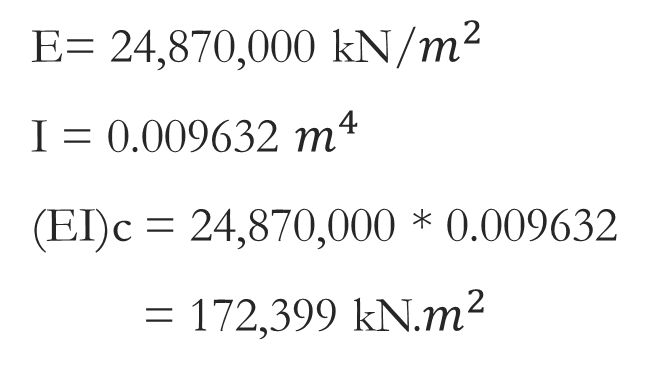 E= 24,870,000 kN/m²
I = 0.009632 m⁴
(EI)c = 24,870,000 * 0.009632
= 172,399 kN.m²